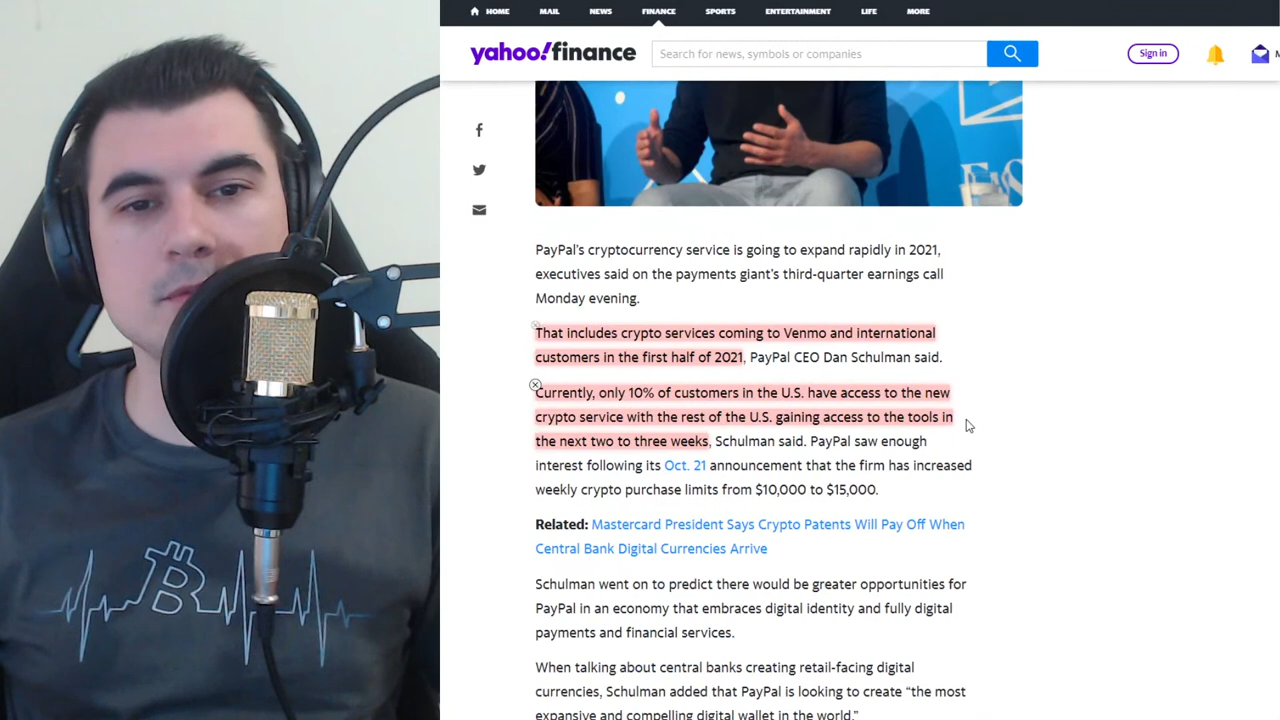 HOME MAIL NEWS FINANCE SPORTS ENTERTAINMENT LIFE MORE
yahoo!finance Search for news, symbols or companies Sign in M
PayPal's cryptocurrency service is going to expand rapidly in 2021,
executives said on the payments giant's third-quarter earnings call
Monday evening.
That includes crypto services coming to Venmo and international
customers in the first half of 2021, PayPal CEO Dan Schulman said.
Currently, only 10% of customers in the U.S. have access to the new
crypto service with the rest of the U.S. gaining access to the tools in
the next two to three weeks, Schulman said. PayPal saw enough
interest following its Oct. 21 announcement that the firm has increased
weekly crypto purchase limits from $10,000 to $15,000.
Related: Mastercard President Says Crypto Patents Will Pay Off When
Central Bank Digital Currencies Arrive
Schulman went on to predict there would be greater opportunities for
PayPal in an economy that embraces digital identity and fully digital
payments and financial services.
When talking about central banks creating retail-facing digital
currencies, Schulman added that PayPal is looking to create “the most
expansive and compelling digital wallet in the world.”